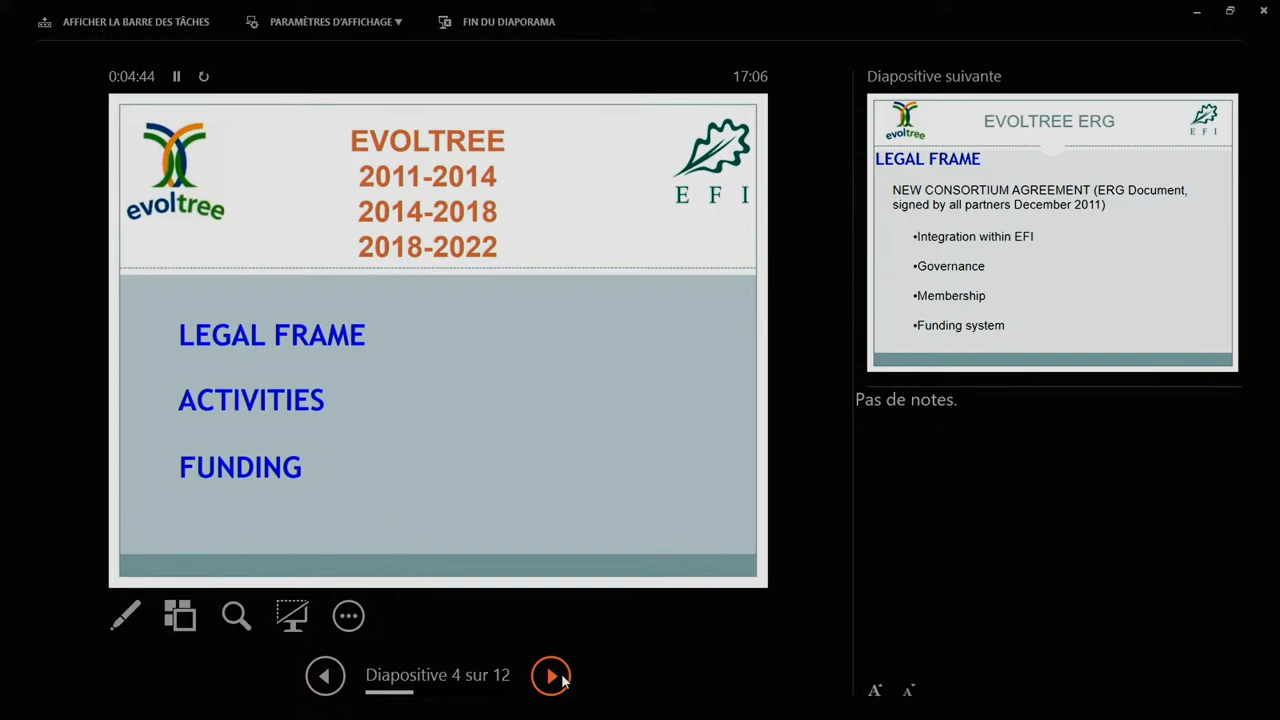 AFFICHER LA BARRE DES TÂCHES
PARAMÈTRES D'AFFICHAGE ▼
FIN DU DIAPORAMA
0:04:44
17:06
evoltree
EVOLTREE
2011-2014
2014-2018
2018-2022
EFI
LEGAL FRAME
ACTIVITIES
FUNDING
Diapositive 4 sur 12
Diapositive suivante
evoltree
EVOLTREE ERG
EFI
LEGAL FRAME
NEW CONSORTIUM AGREEMENT (ERG Document,
signed by all partners December 2011)
•Integration within EFI
•Governance
•Membership
•Funding system
Pas de notes.
A A